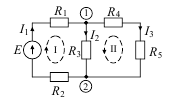 R1 ① R4
I1 I2 I3
E I R3 II R5
R2 ②